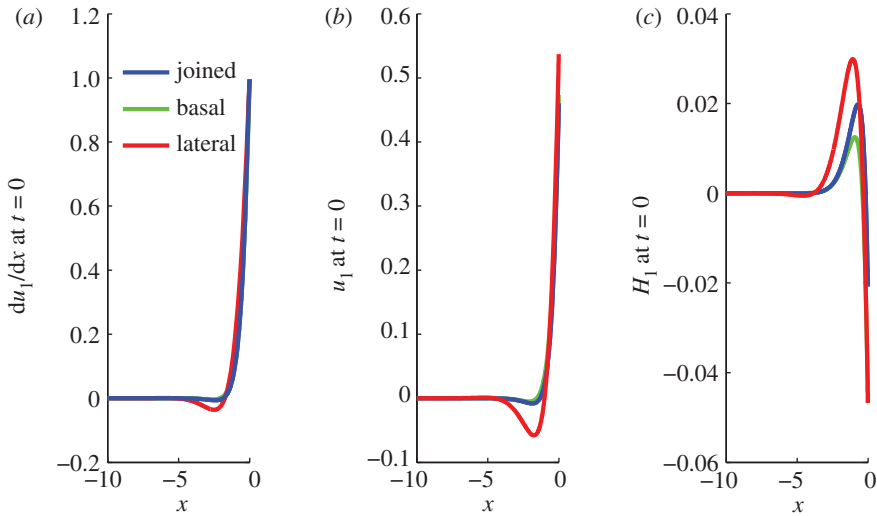 (a)
du1/dx at t = 0
1.2
1.0
0.8
0.6
0.4
0.2
0
−0.2
−10
−5
0
x
joined
basal
lateral
(b)
u1 at t = 0
0.6
0.5
0.4
0.3
0.2
0.1
0
−0.1
−10
−5
0
x
(c)
H1 at t = 0
0.04
0.02
0
−0.02
−0.04
−0.06
−10
−5
0
x